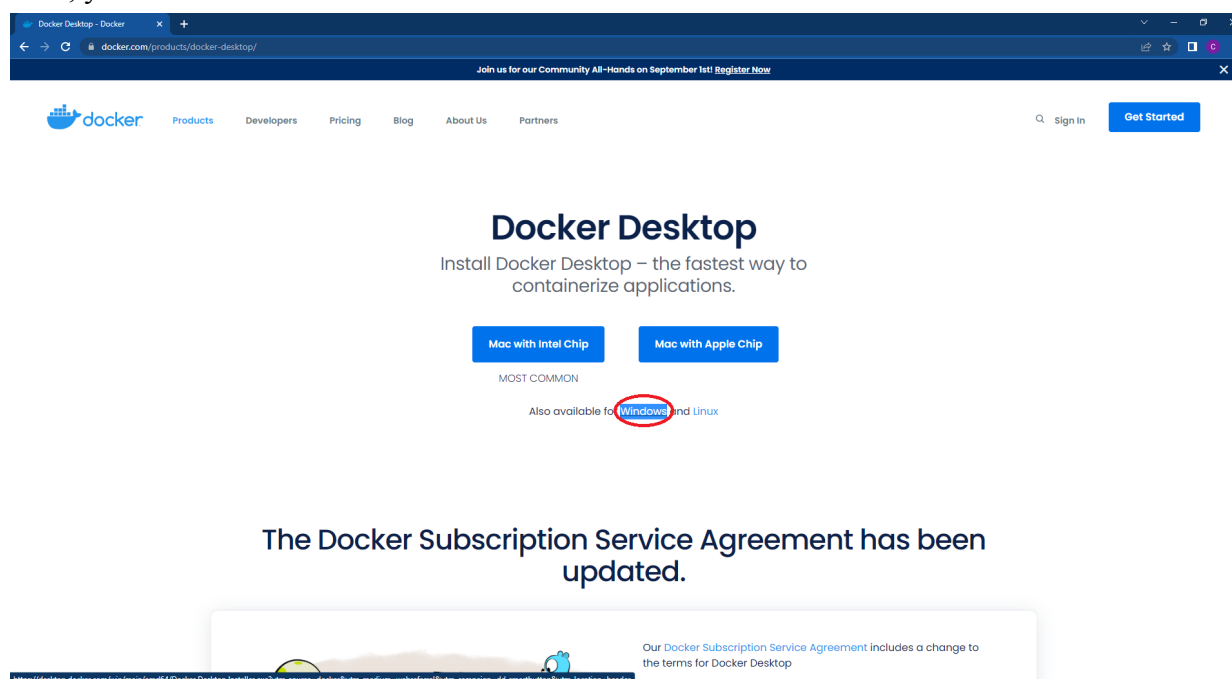 Docker Desktop - Docker
docker.com/products/docker-desktop/
C
Join us for our Community All-Hands on September 1st! Register Now
docker Products Developers Pricing Blog About Us Partners Sign In Get Started
Docker Desktop
Install Docker Desktop – the fastest way to
containerize applications.
Mac with Intel Chip Mac with Apple Chip
MOST COMMON
Also available fo Windows and Linux
The Docker Subscription Service Agreement has been
updated.
Our Docker Subscription Service Agreement includes a change to
the terms for Docker Desktop